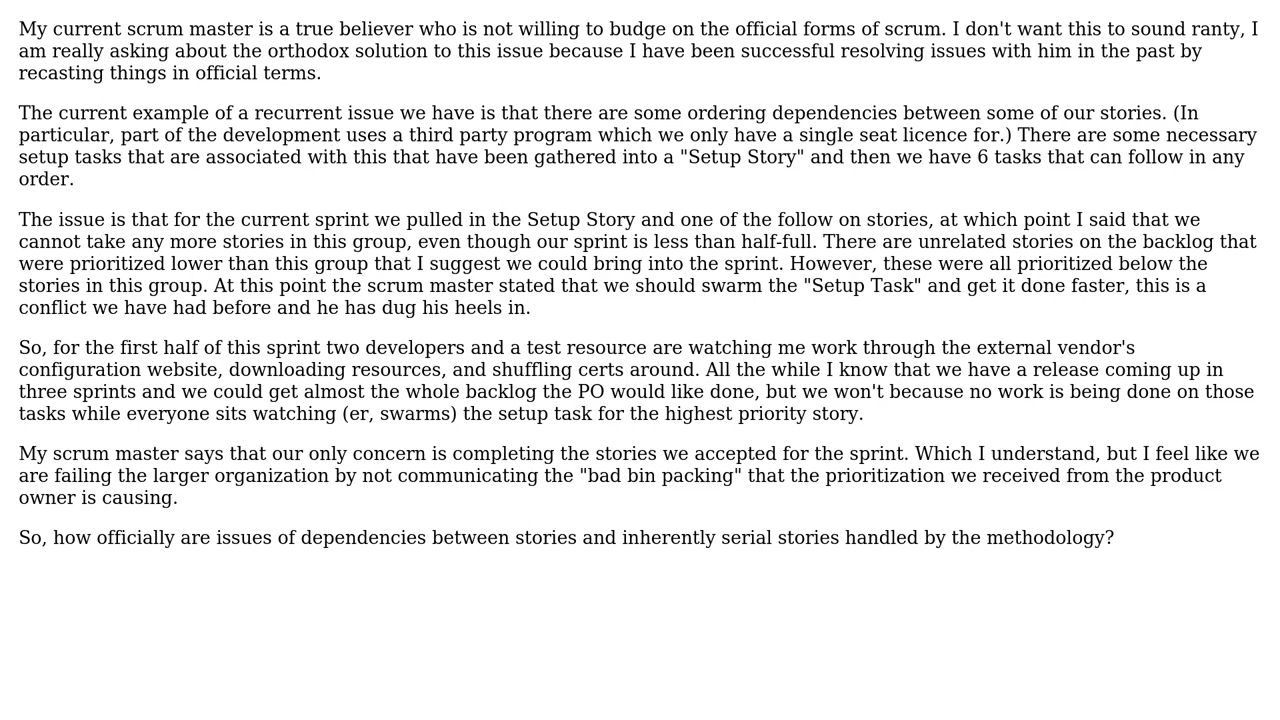 My current scrum master is a true believer who is not willing to budge on the official forms of scrum. I don't want this to sound ranty, I
am really asking about the orthodox solution to this issue because I have been successful resolving issues with him in the past by
recasting things in official terms.
The current example of a recurrent issue we have is that there are some ordering dependencies between some of our stories. (In
particular, part of the development uses a third party program which we only have a single seat licence for.) There are some necessary
setup tasks that are associated with this that have been gathered into a "Setup Story" and then we have 6 tasks that can follow in any
order.
The issue is that for the current sprint we pulled in the Setup Story and one of the follow on stories, at which point I said that we
cannot take any more stories in this group, even though our sprint is less than half-full. There are unrelated stories on the backlog that
were prioritized lower than this group that I suggest we could bring into the sprint. However, these were all prioritized below the
stories in this group. At this point the scrum master stated that we should swarm the "Setup Task" and get it done faster, this is a
conflict we have had before and he has dug his heels in.
So, for the first half of this sprint two developers and a test resource are watching me work through the external vendor's
configuration website, downloading resources, and shuffling certs around. All the while I know that we have a release coming up in
three sprints and we could get almost the whole backlog the PO would like done, but we won't because no work is being done on those
tasks while everyone sits watching (er, swarms) the setup task for the highest priority story.
My scrum master says that our only concern is completing the stories we accepted for the sprint. Which I understand, but I feel like we
are failing the larger organization by not communicating the "bad bin packing" that the prioritization we received from the product
owner is causing.
So, how officially are issues of dependencies between stories and inherently serial stories handled by the methodology?